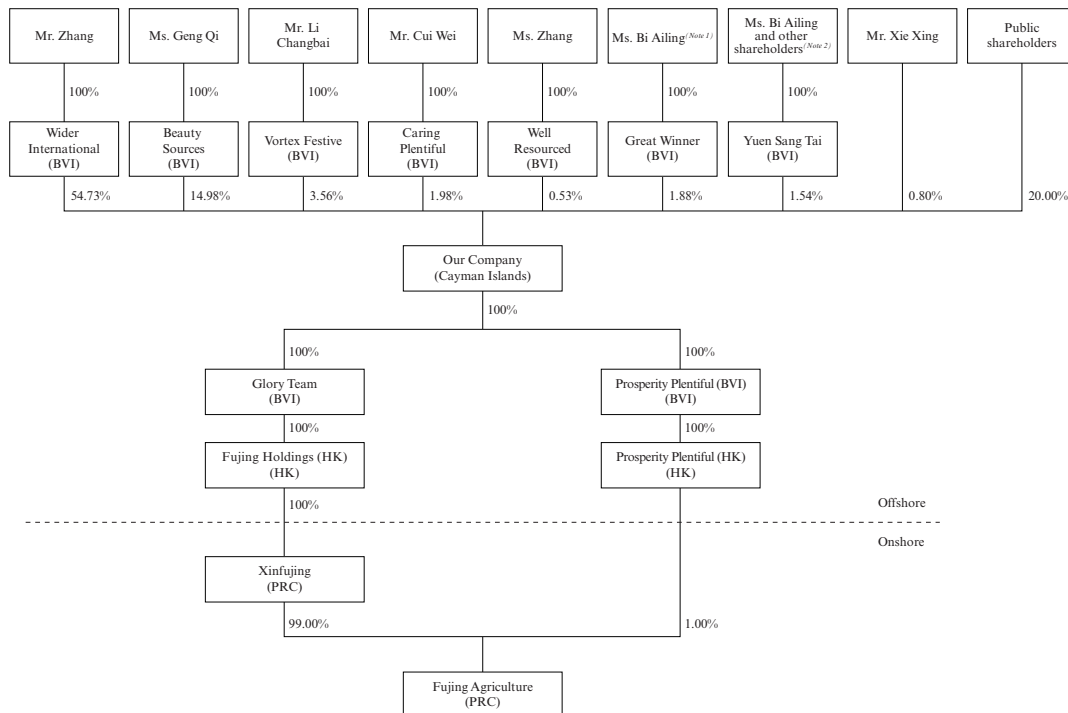 Mr. Zhang
Ms. Geng Qi
Mr. Li
Changbai
Mr. Cui Wei
Ms. Zhang
Ms. Bi Ailing(Note 1)
Ms. Bi Ailing
and other
shareholders(Note 2)
Mr. Xie Xing
Public
shareholders
100%
100%
100%
100%
100%
100%
100%
Wider
International
(BVI)
Beauty
Sources
(BVI)
Vortex Festive
(BVI)
Caring
Plentiful
(BVI)
Well
Resourced
(BVI)
Great Winner
(BVI)
Yuen Sang Tai
(BVI)
54.73%
14.98%
3.56%
1.98%
0.53%
1.88%
1.54%
0.80%
20.00%
Our Company
(Cayman Islands)
100%
100%
100%
Glory Team
(BVI)
Prosperity Plentiful (BVI)
(BVI)
100%
100%
Fujing Holdings (HK)
(HK)
Prosperity Plentiful (HK)
(HK)
100%
Offshore
Onshore
Xinfujing
(PRC)
99.00%
1.00%
Fujing Agriculture
(PRC)